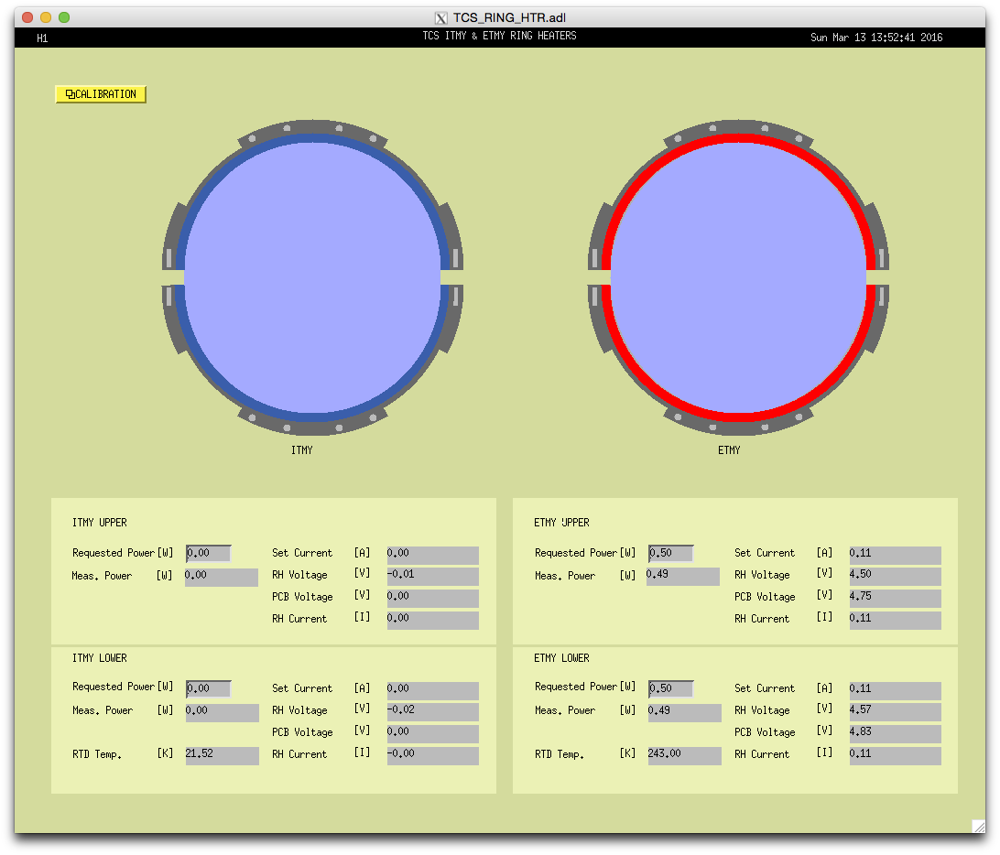 TCS_RING_HTR.adl
H1 TCS ITMY & ETMY RING HEATERS Sun Mar 13 13:52:41 2016
CALIBRATION
ITMY ETMY
ITMY UPPER
Requested Power [W] 0.00 Set Current [A] 0.00
Meas. Power [W] 0.00 RH Voltage [V] -0.01
PCB Voltage [V] 0.00
RH Current [I] 0.00
ETMY UPPER
Requested Power [W] 0.50 Set Current [A] 0.11
Meas. Power [W] 0.49 RH Voltage [V] 4.50
PCB Voltage [V] 4.75
RH Current [I] 0.11
ITMY LOWER
Requested Power [W] 0.00 Set Current [A] 0.00
Meas. Power [W] 0.00 RH Voltage [V] -0.02
PCB Voltage [V] 0.00
RTD Temp. [K] 21.52 RH Current [I] -0.00
ETMY LOWER
Requested Power [W] 0.50 Set Current [A] 0.11
Meas. Power [W] 0.49 RH Voltage [V] 4.57
PCB Voltage [V] 4.83
RTD Temp. [K] 243.00 RH Current [I] 0.11